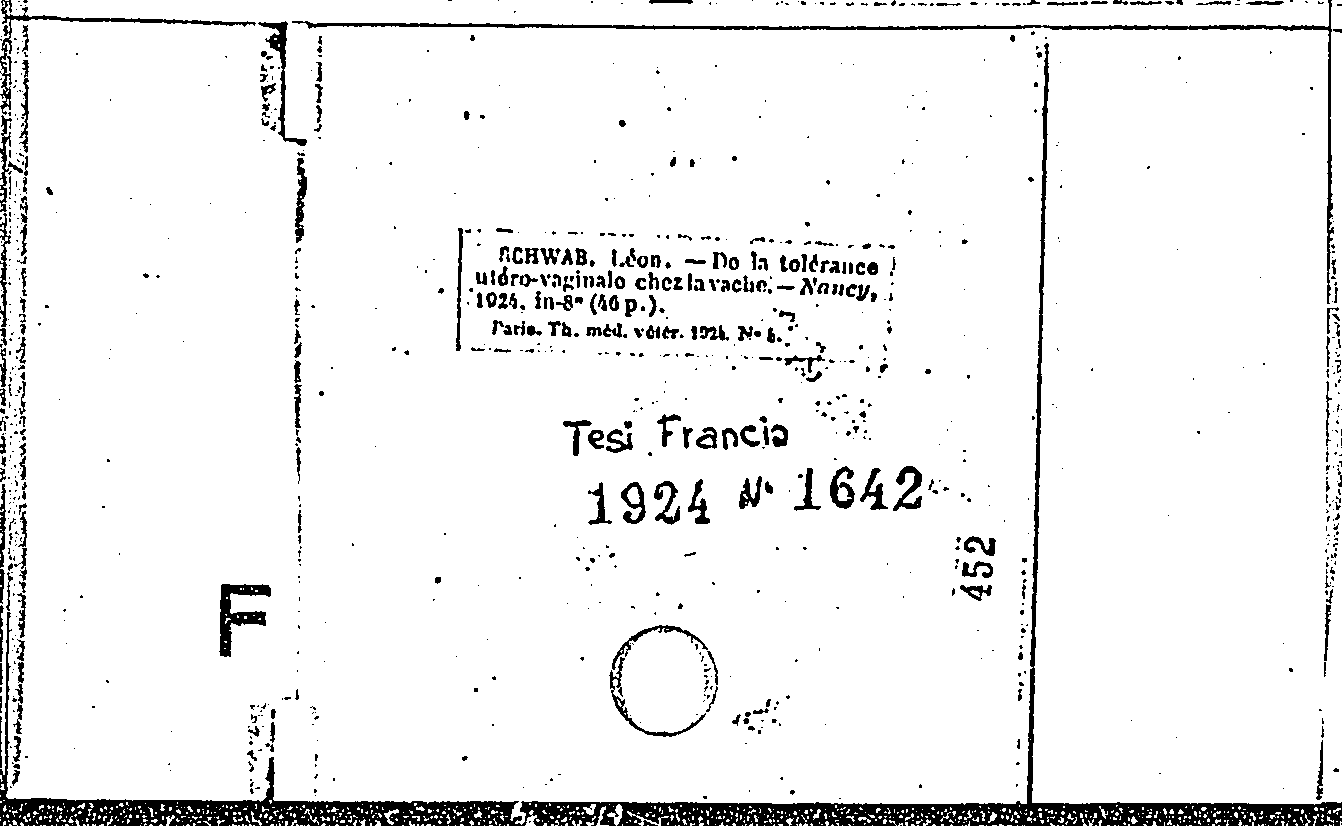 SCHWAB. Léon. — De la tolérance
utéro-vaginale chez la vache. — Nancy,
1924. in-8° (46 p.).
Paris. Th. méd. vétér. 1924. N°
Tesi Francia
1924 N° 1642
452
F